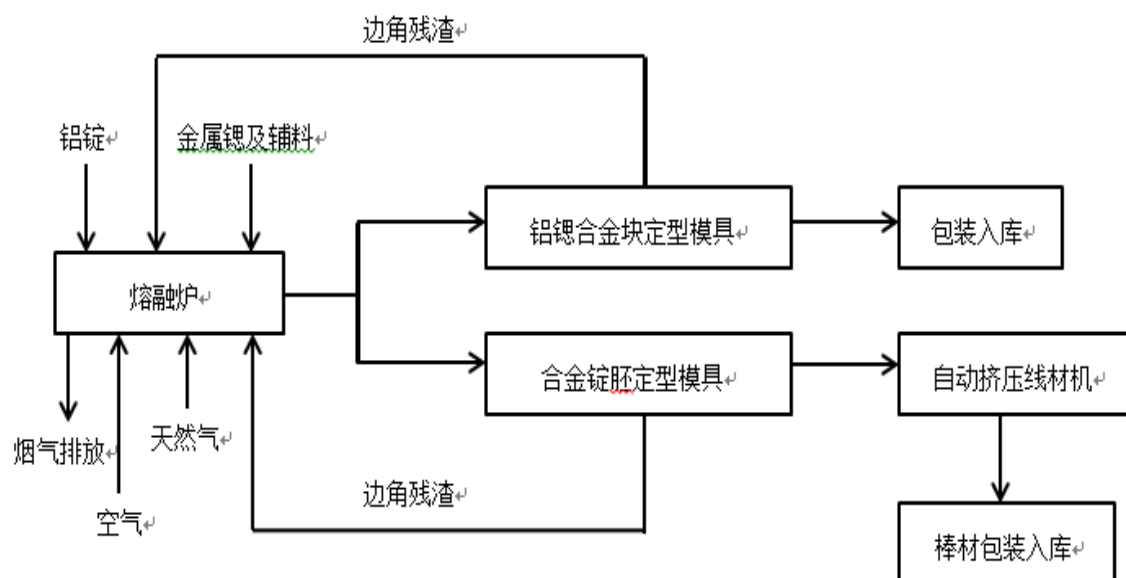 边角残渣
铝锭
金属锶及辅料
铝锶合金块定型模具
包装入库
熔融炉
合金锭胚定型模具
自动挤压线材机
烟气排放
天然气
空气
边角残渣
棒材包装入库